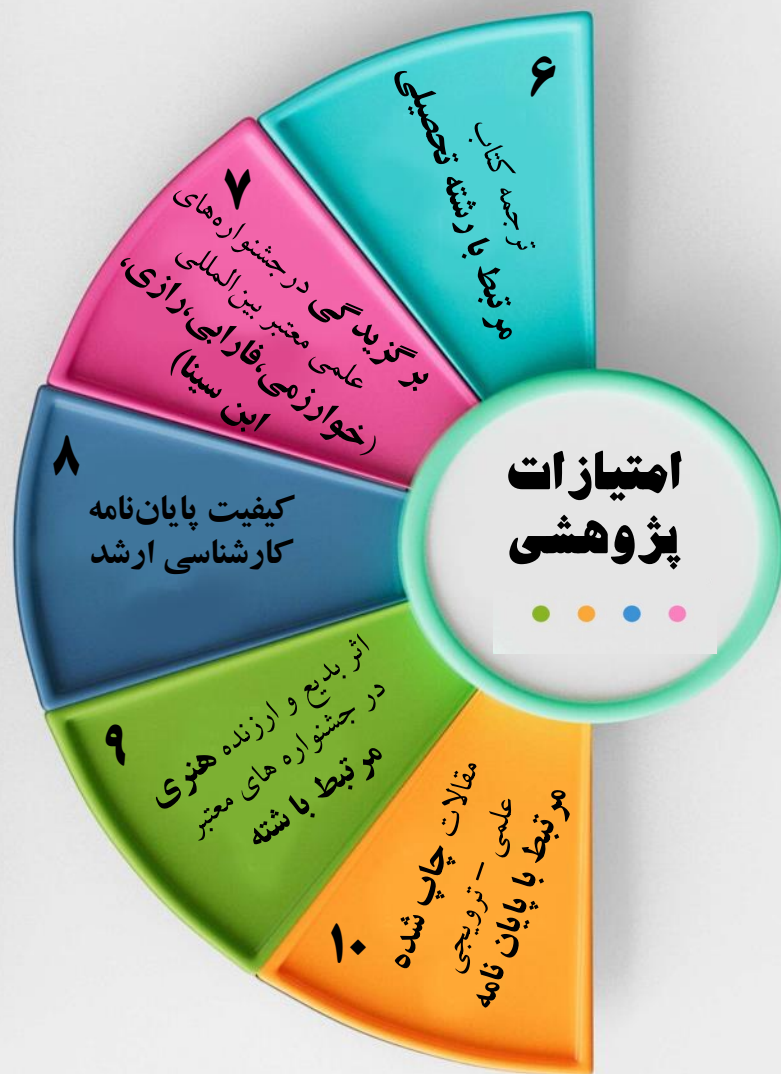 امتیازات
پژوهشی
۶
ترجمه کتاب
مرتبط با رشته تحصیلی
۷
برگزیدگی در جشنواره‌های
علمی معتبر بین‌المللی
(خوارزمی،فارابی،رازی،
ابن سینا)
۸
کیفیت پایان‌نامه
کارشناسی ارشد
۹
اثر بدیع و ارزنده هنری
در جشنواره های معتبر
مرتبط با شته
۱۰
مقالات چاپ شده
علمی – ترویجی
مرتبط با پایان نامه